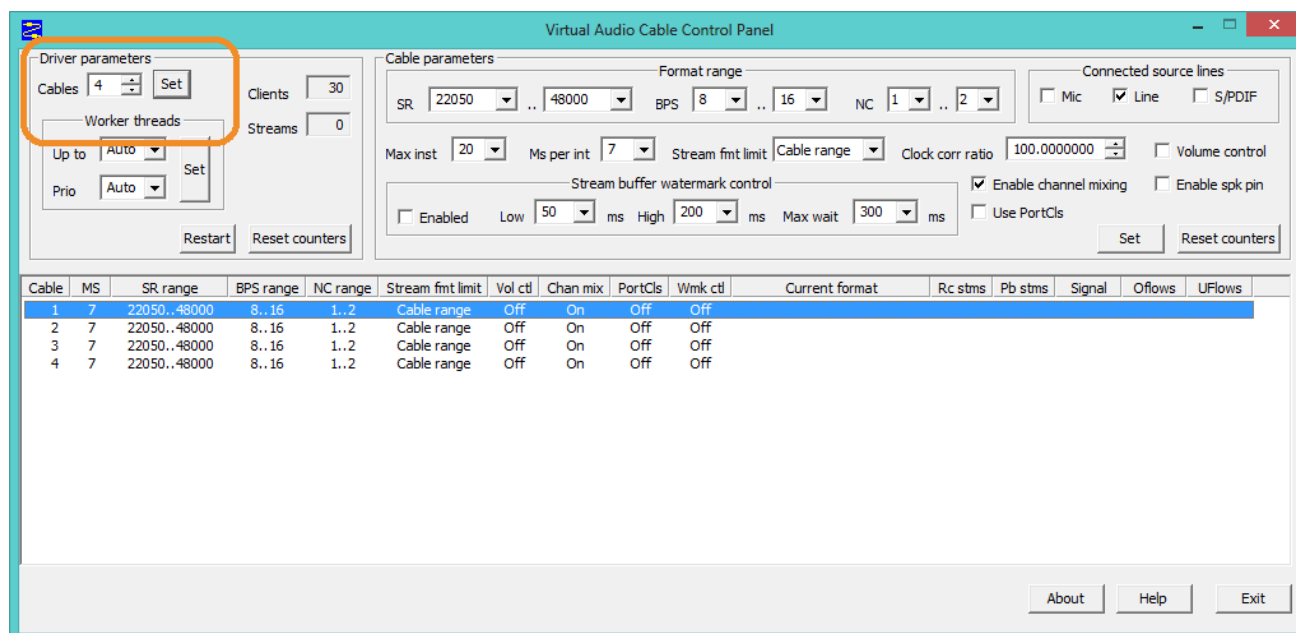 Virtual Audio Cable Control Panel
Driver parameters
Cables 4 Set
Clients 30
Streams 0
Worker threads
Up to Auto
Prio Auto
Set
Restart Reset counters
Cable parameters
Format range
SR 22050 .. 48000 BPS 8 .. 16 NC 1 .. 2
Connected source lines
Mic Line S/PDIF
Max inst 20 Ms per int 7 Stream fmt limit Cable range Clock corr ratio 100.0000000 Volume control
Stream buffer watermark control
Enabled Low 50 ms High 200 ms Max wait 300 ms
Enable channel mixing Enable spk pin
Use PortCls
Set Reset counters
Cable MS SR range BPS range NC range Stream fmt limit Vol ctl Chan mix PortCls Wmk ctl Current format Rc stms Pb stms Signal Oflows UFlows
1 7 22050..48000 8..16 1..2 Cable range Off On Off Off
2 7 22050..48000 8..16 1..2 Cable range Off On Off Off
3 7 22050..48000 8..16 1..2 Cable range Off On Off Off
4 7 22050..48000 8..16 1..2 Cable range Off On Off Off
About Help Exit